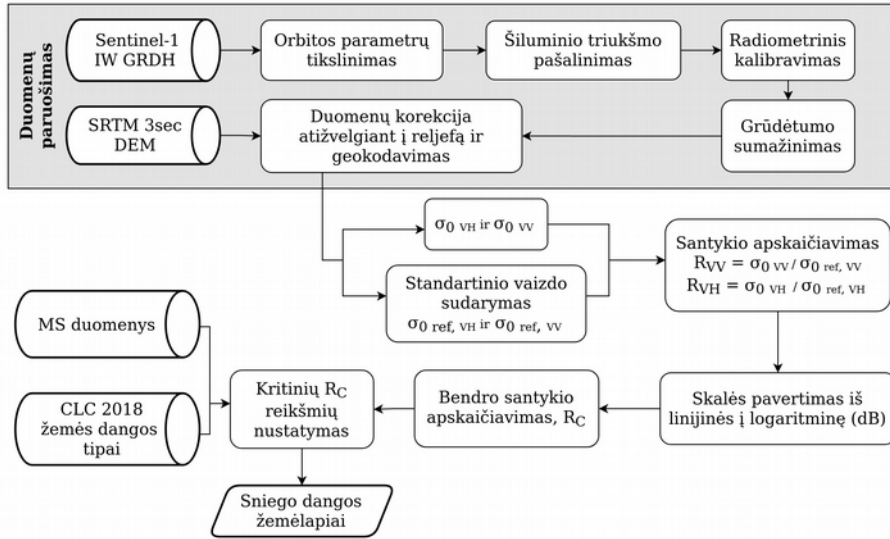 Duomenų
paruošimas
Sentinel-1
IW GRDH
Orbitos parametrų
tikslinimas
Šiluminio triukšmo
pašalinimas
Radiometrinis
kalibravimas
SRTM 3sec
DEM
Duomenų korekcija
atižvelgiant į reljefą ir
geokodavimas
Grūdėtumo
sumažinimas
σ₀ VH ir σ₀ VV
Standartinio vaizdo
sudarymas
σ₀ ref, VH ir σ₀ ref, VV
Santykio apskaičiavimas
RVV = σ₀ VV / σ₀ ref, VV
RVH = σ₀ VH / σ₀ ref, VH
MS duomenys
CLC 2018
žemės dangos
tipai
Kritinių RC
reikšmių
nustatymas
Bendro santykio
apskaičiavimas, RC
Skalės pavertimas iš
linijinės į logaritminę (dB)
Sniego dangos
žemėlapiai